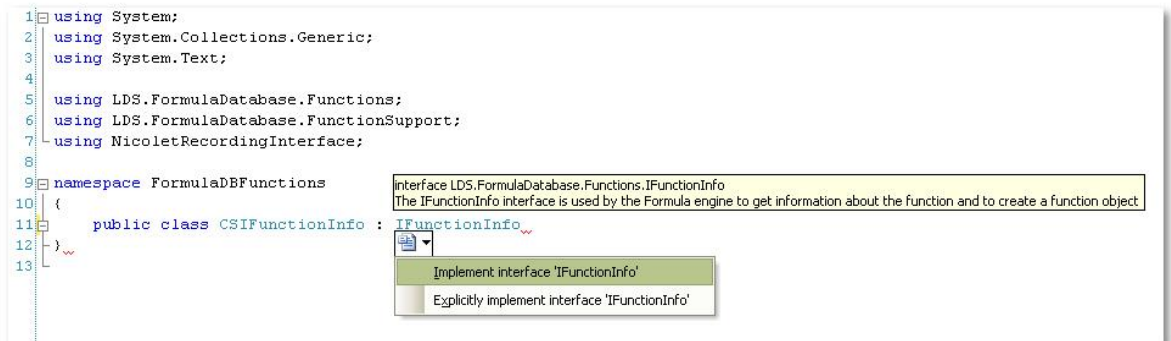 1 using System;
2 using System.Collections.Generic;
3 using System.Text;
4
5 using LDS.FormulaDatabase.Functions;
6 using LDS.FormulaDatabase.FunctionSupport;
7 using NicoletRecordingInterface;
8
9 namespace FormulaDBFunctions
interface LDS.FormulaDatabase.Functions.IFunctionInfo
The IFunctionInfo interface is used by the Formula engine to get information about the function and to create a function object
10 {
11 public class CSIFunctionInfo : IFunctionInfo
12 }
13
Implement interface 'IFunctionInfo'
Explicitly implement interface 'IFunctionInfo'